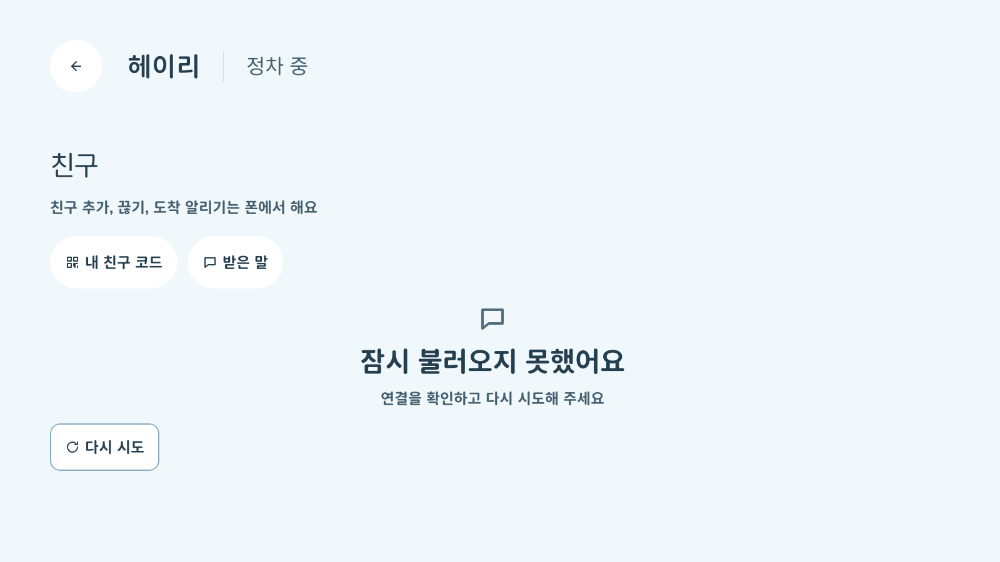 헤이리
정차 중
친구
친구 추가, 끊기, 도착 알리기는 폰에서 해요
내 친구 코드
받은 말
잠시 불러오지 못했어요
연결을 확인하고 다시 시도해 주세요
다시 시도